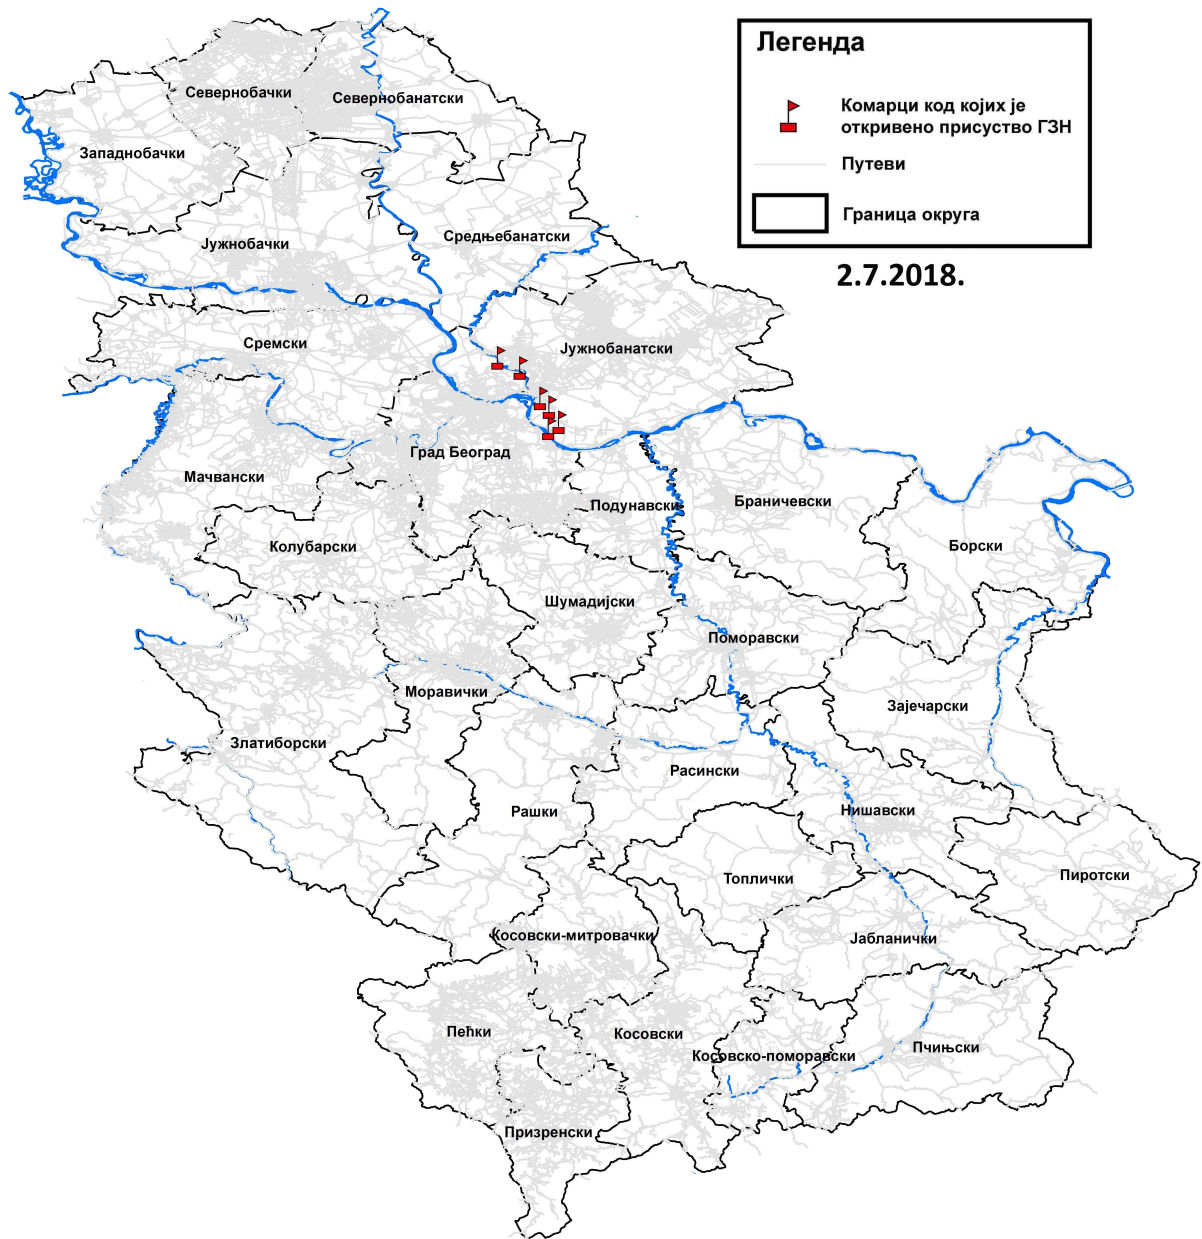 Легенда
Комарци код којих је
откривено присуство ГЗН
Путеви
Граница округа
2.7.2018.
Севернобачки
Севернобанатски
Западнобачки
Јужнобачки
Средњебанатски
Сремски
Јужнобанатски
Град Београд
Мачвански
Подунавски
Браничевски
Колубарски
Борски
Шумадијски
Поморавски
Моравички
Зајечарски
Златиборски
Расински
Рашки
Нишавски
Топлички
Пиротски
Косовски-митровачки
Јабланички
Пећки
Косовски
Косовско-поморавски
Пчињски
Призренски